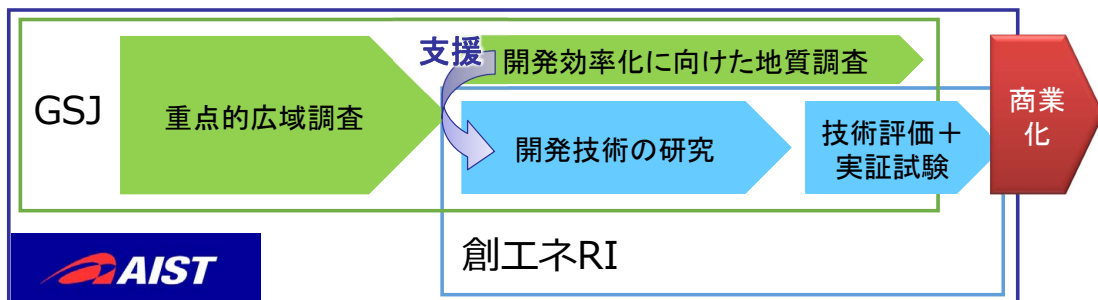 支援
開発効率化に向けた地質調査
GSJ
重点的広域調査
開発技術の研究
技術評価＋
実証試験
商業
化
創エネRI
AIST